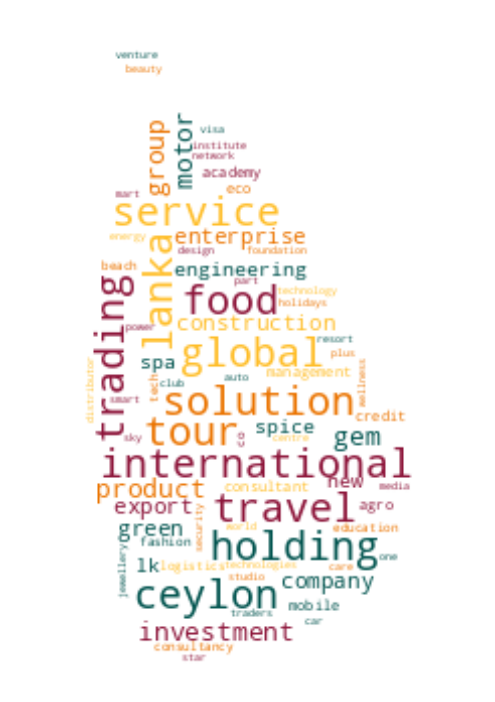 venture
beauty
group
motor
visa
institute
network
academy
mart
eco
service
energy
lanka
enterprise
design
foundation
beach
engineering
trading
part
food
technology
holidays
power
construction
resort
global
plus
spa
management
distributor
tech
club
auto
wellness
smart
solution
credit
tour
spice
sky
centre
gem
international
product
consultant
new
media
export
travel
agro
green
security
world
education
jewellery
fashion
holding
one
lk
logistics
technologies
care
studio
company
ceylon
mobile
traders
car
investment
consultancy
star